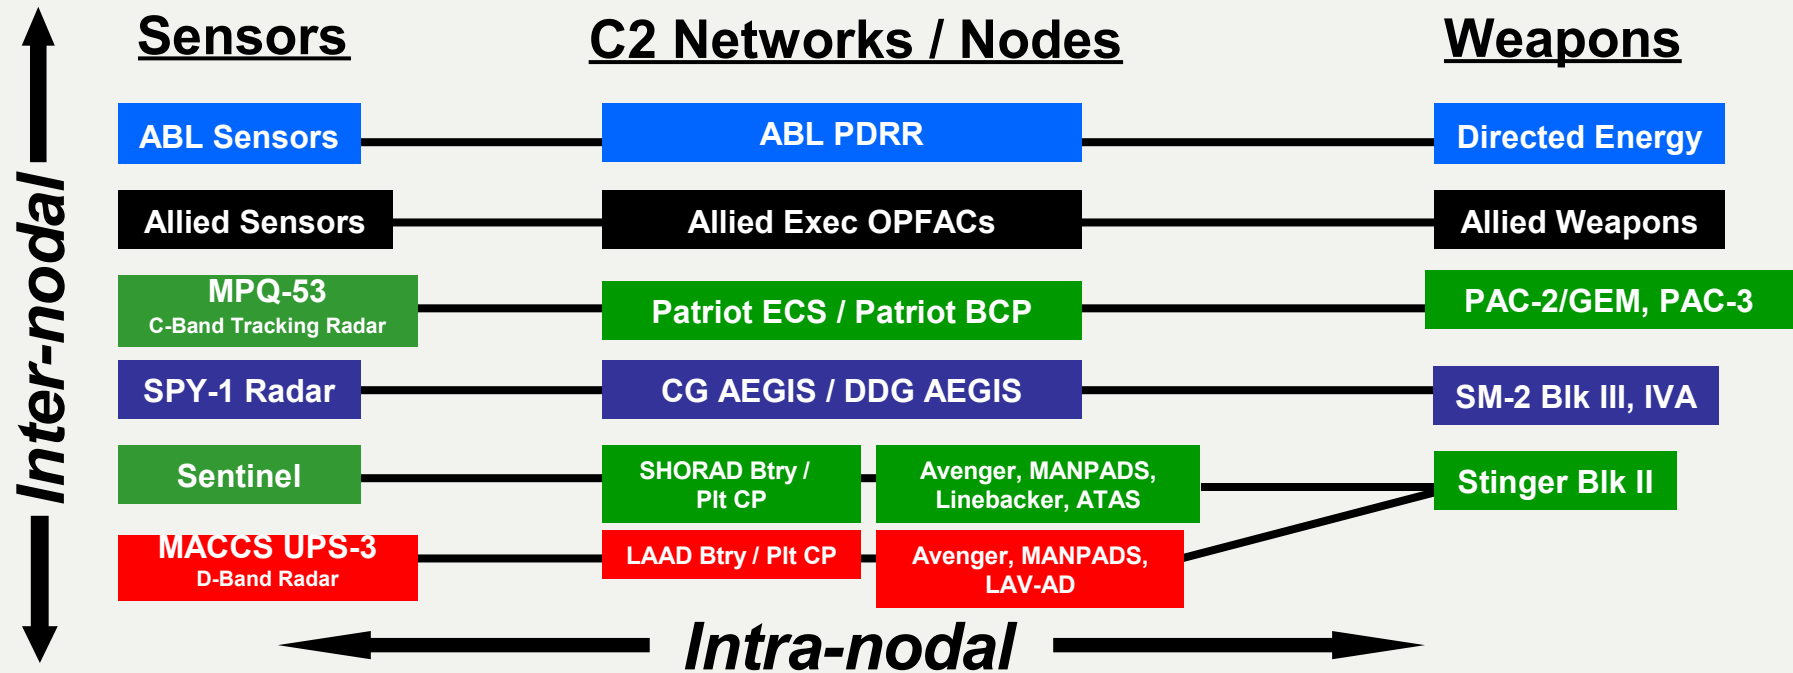 Sensors
C2 Networks / Nodes
Weapons
Inter-nodal
ABL Sensors
ABL PDRR
Directed Energy
Allied Sensors
Allied Exec OPFACs
Allied Weapons
MPQ-53
C-Band Tracking Radar
Patriot ECS / Patriot BCP
PAC-2/GEM, PAC-3
SPY-1 Radar
CG AEGIS / DDG AEGIS
SM-2 Blk III, IVA
Sentinel
SHORAD Btry /
Plt CP
Avenger, MANPADS,
Linebacker, ATAS
Stinger Blk II
MACCS UPS-3
D-Band Radar
LAAD Btry / Plt CP
Avenger, MANPADS,
LAV-AD
Intra-nodal